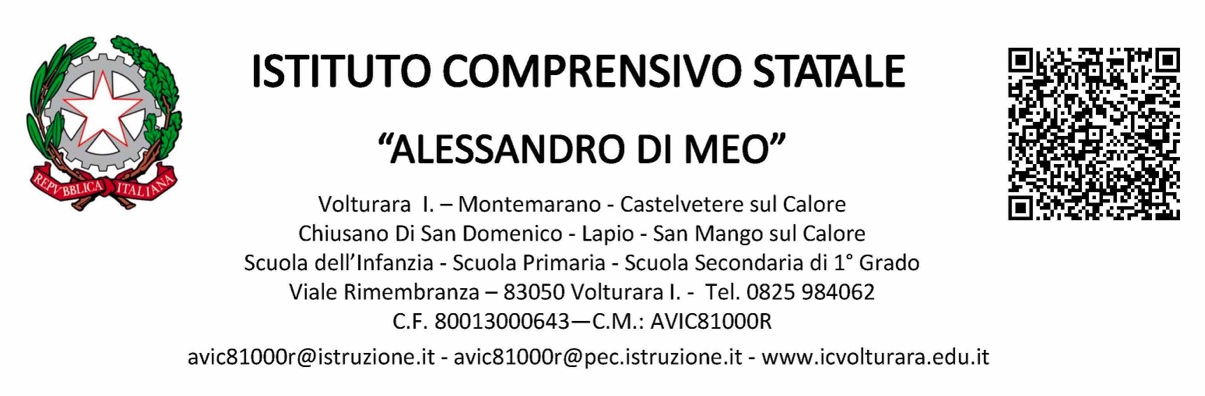 ISTITUTO COMPRENSIVO STATALE
“ALESSANDRO DI MEO”
Volturara I. – Montemarano - Castelvetere sul Calore
Chiusano Di San Domenico - Lapio - San Mango sul Calore
Scuola dell’Infanzia - Scuola Primaria - Scuola Secondaria di 1° Grado
Viale Rimembranza – 83050 Volturara I. - Tel. 0825 984062
C.F. 80013000643—C.M.: AVIC81000R
avic81000r@istruzione.it - avic81000r@pec.istruzione.it - www.icvolturara.edu.it
REPVBBLICA ITALIANA